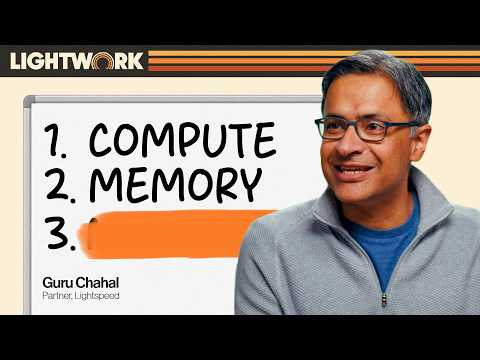 LIGHTWORK
1. COMPUTE
2. MEMORY
3.
Guru Chahal
Partner, Lightspeed